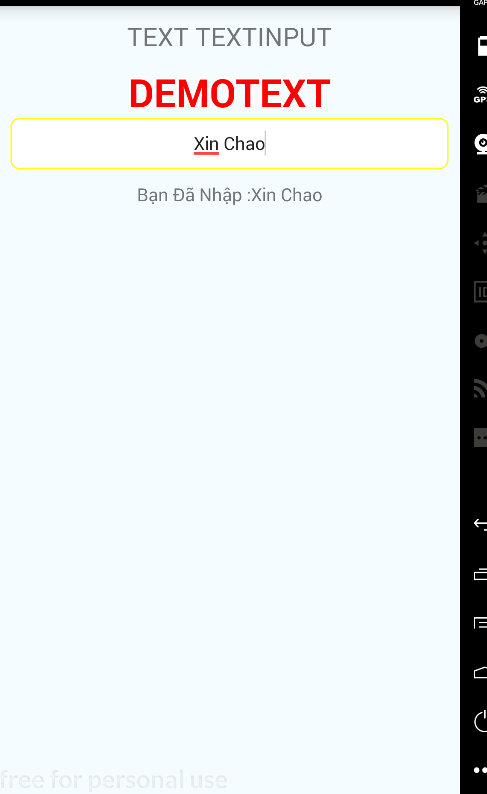 TEXT TEXTINPUT
DEMOTEXT
Xin Chao
Bạn Đã Nhập :Xin Chao
free for personal use